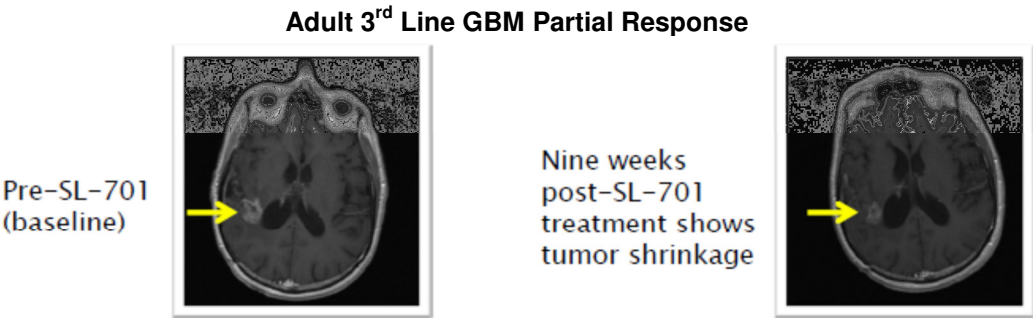 Adult 3rd Line GBM Partial Response
Pre-SL-701
(baseline)
Nine weeks
post-SL-701
treatment shows
tumor shrinkage